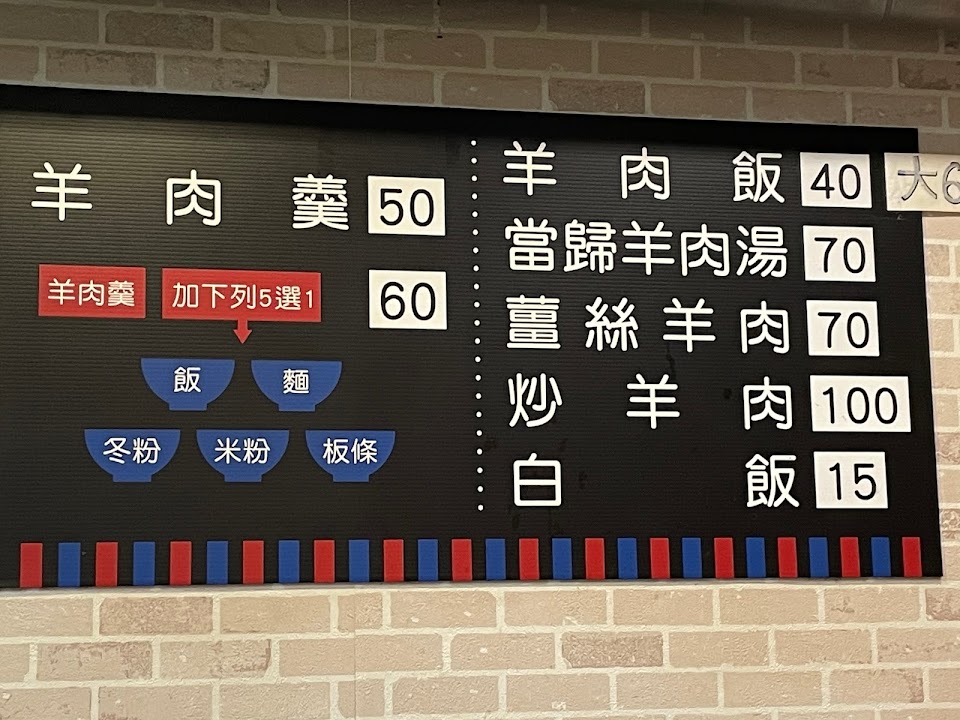 羊肉羹 50
羊肉羹 加下列5選1 60
飯 麵
冬粉 米粉 板條
羊肉飯 40 大6
當歸羊肉湯 70
薑絲羊肉 70
炒羊肉 100
白飯 15